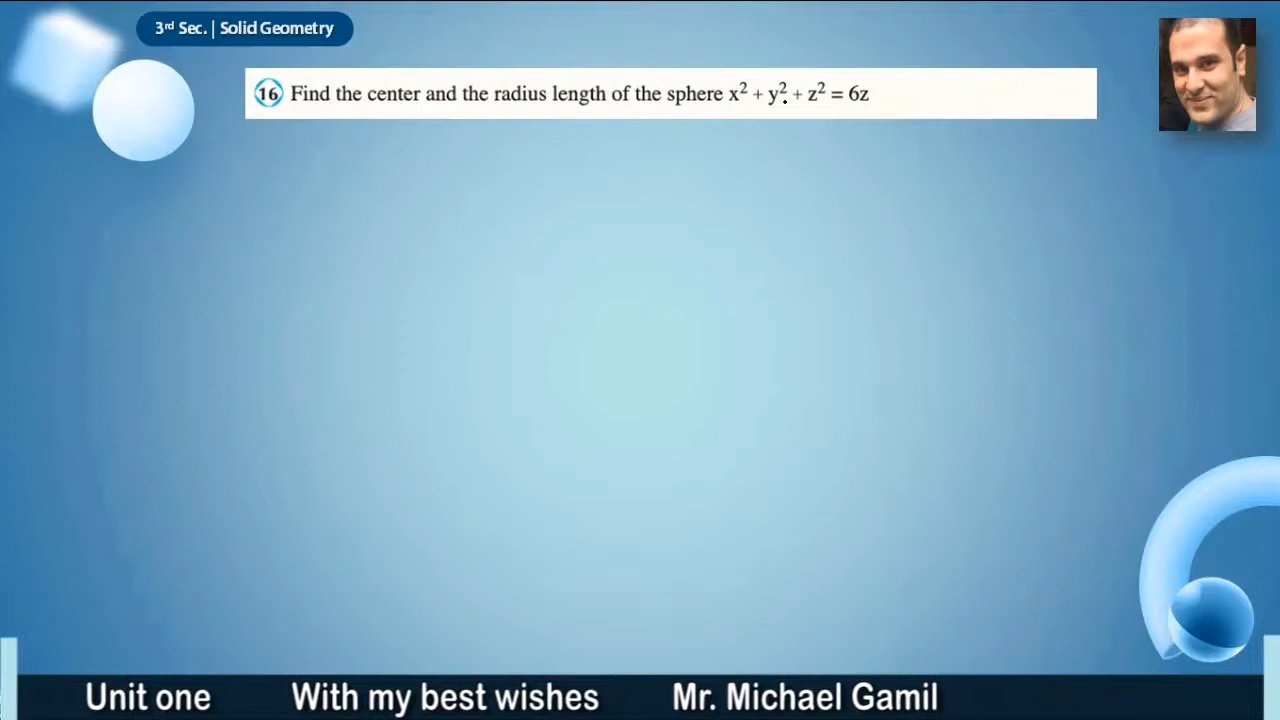 3rd Sec. | Solid Geometry
16 Find the center and the radius length of the sphere x² + y² + z² = 6z
Unit one With my best wishes Mr. Michael Gamil